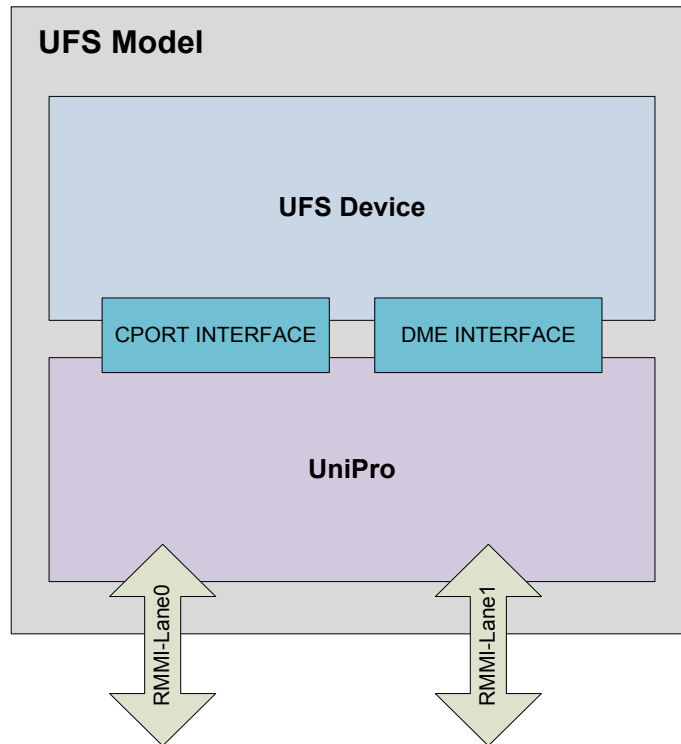 UFS Model
UFS Device
CPORT INTERFACE
DME INTERFACE
UniPro
RMMI-Lane0
RMMI-Lane1